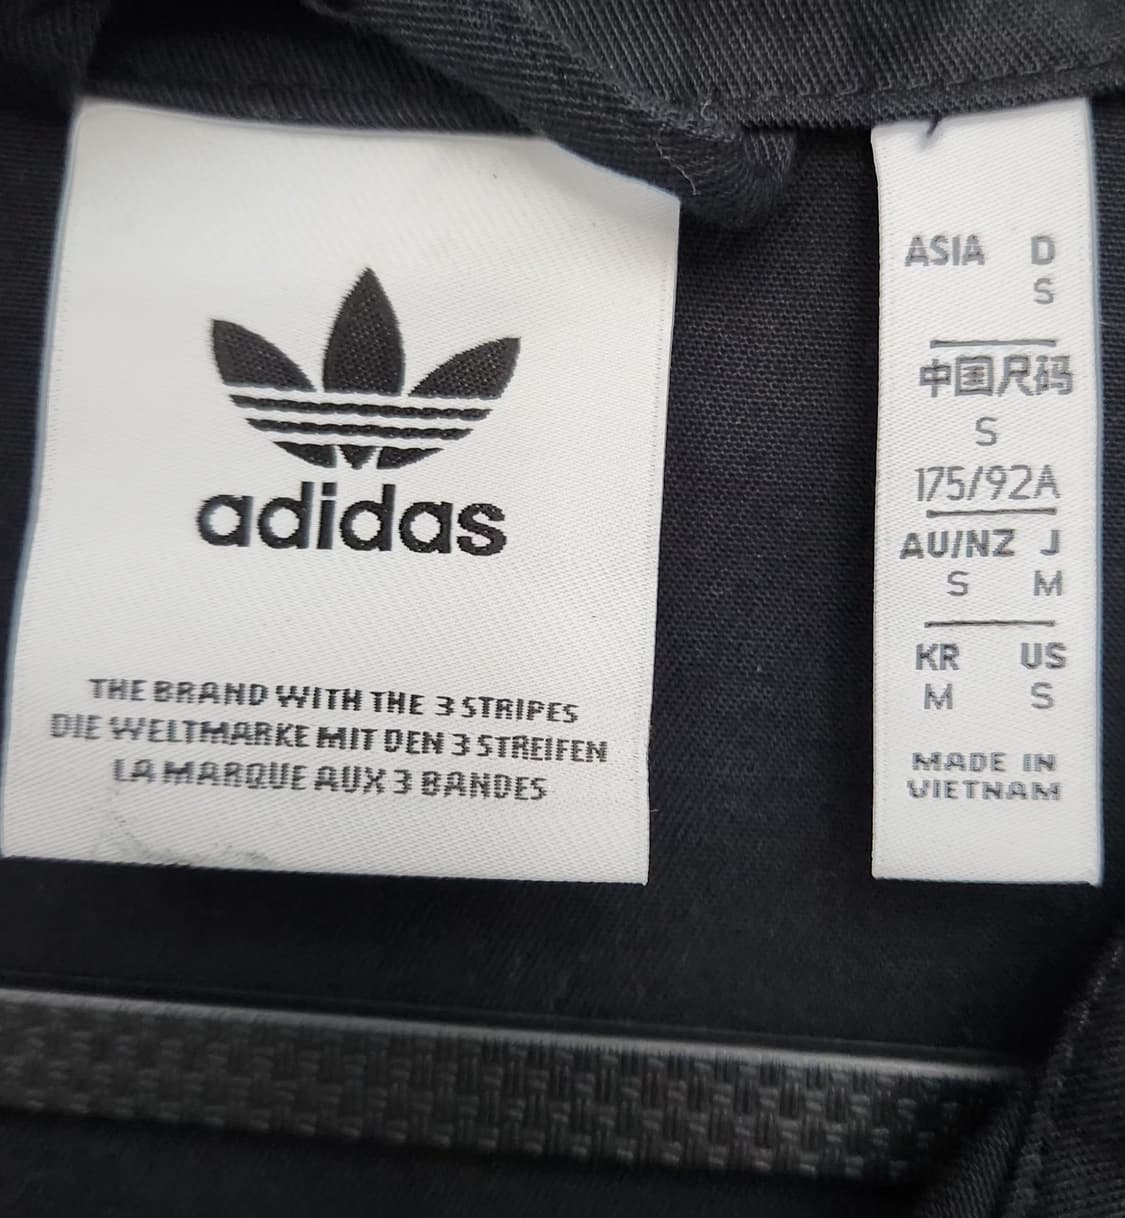 adidas
THE BRAND WITH THE 3 STRIPES
DIE WELTMARKE MIT DEN 3 STREIFEN
LA MARQUE AUX 3 BANDES
ASIA D
S
中国尺码
S
175/92A
AU/NZ J
S M
KR US
M S
MADE IN
VIETNAM